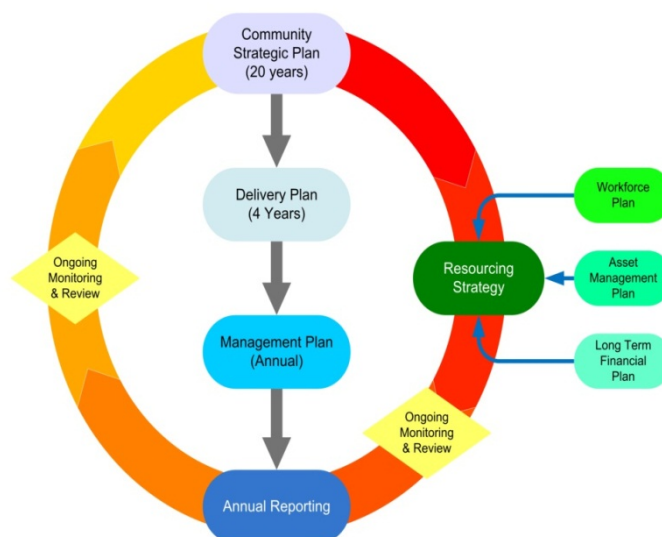 Community
Strategic Plan
(20 years)
Delivery Plan
(4 Years)
Workforce
Plan
Ongoing
Monitoring
& Review
Resourcing
Strategy
Asset
Management
Plan
Management Plan
(Annual)
Long Term
Financial
Plan
Ongoing
Monitoring
& Review
Annual Reporting